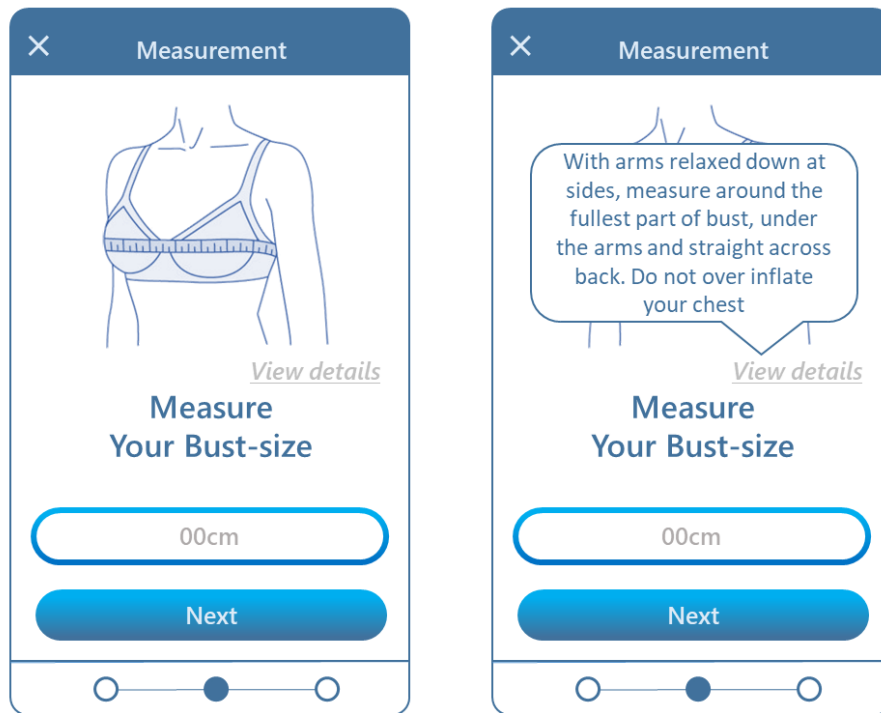 Measurement
View details
Measure
Your Bust-size
00cm
Next
Measurement
With arms relaxed down at
sides, measure around the
fullest part of bust, under
the arms and straight across
back. Do not over inflate
your chest
View details
Measure
Your Bust-size
00cm
Next